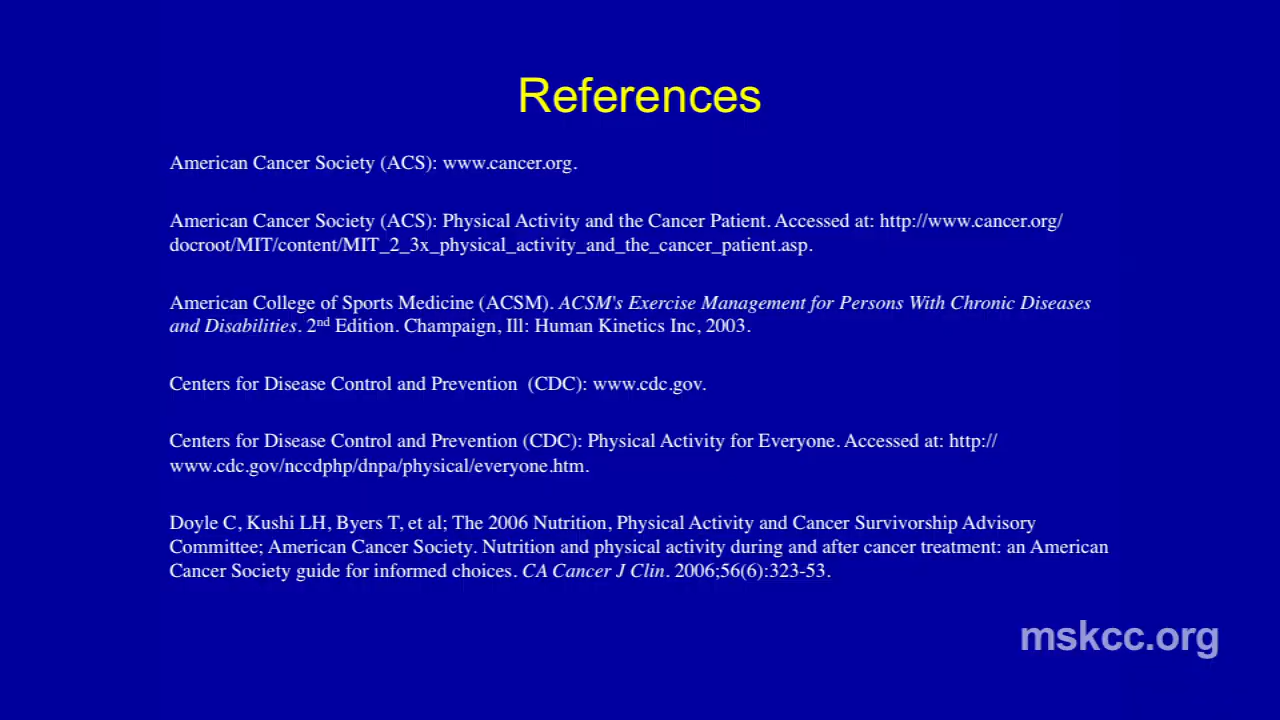 References
American Cancer Society (ACS): www.cancer.org.
American Cancer Society (ACS): Physical Activity and the Cancer Patient. Accessed at: http://www.cancer.org/
docroot/MIT/content/MIT_2_3x_physical_activity_and_the_cancer_patient.asp.
American College of Sports Medicine (ACSM). ACSM's Exercise Management for Persons With Chronic Diseases
and Disabilities. 2nd Edition. Champaign, Ill: Human Kinetics Inc, 2003.
Centers for Disease Control and Prevention  (CDC): www.cdc.gov.
Centers for Disease Control and Prevention (CDC): Physical Activity for Everyone. Accessed at: http://
www.cdc.gov/nccdphp/dnpa/physical/everyone.htm.
Doyle C, Kushi LH, Byers T, et al; The 2006 Nutrition, Physical Activity and Cancer Survivorship Advisory
Committee; American Cancer Society. Nutrition and physical activity during and after cancer treatment: an American
Cancer Society guide for informed choices. CA Cancer J Clin. 2006;56(6):323-53.
mskcc.org